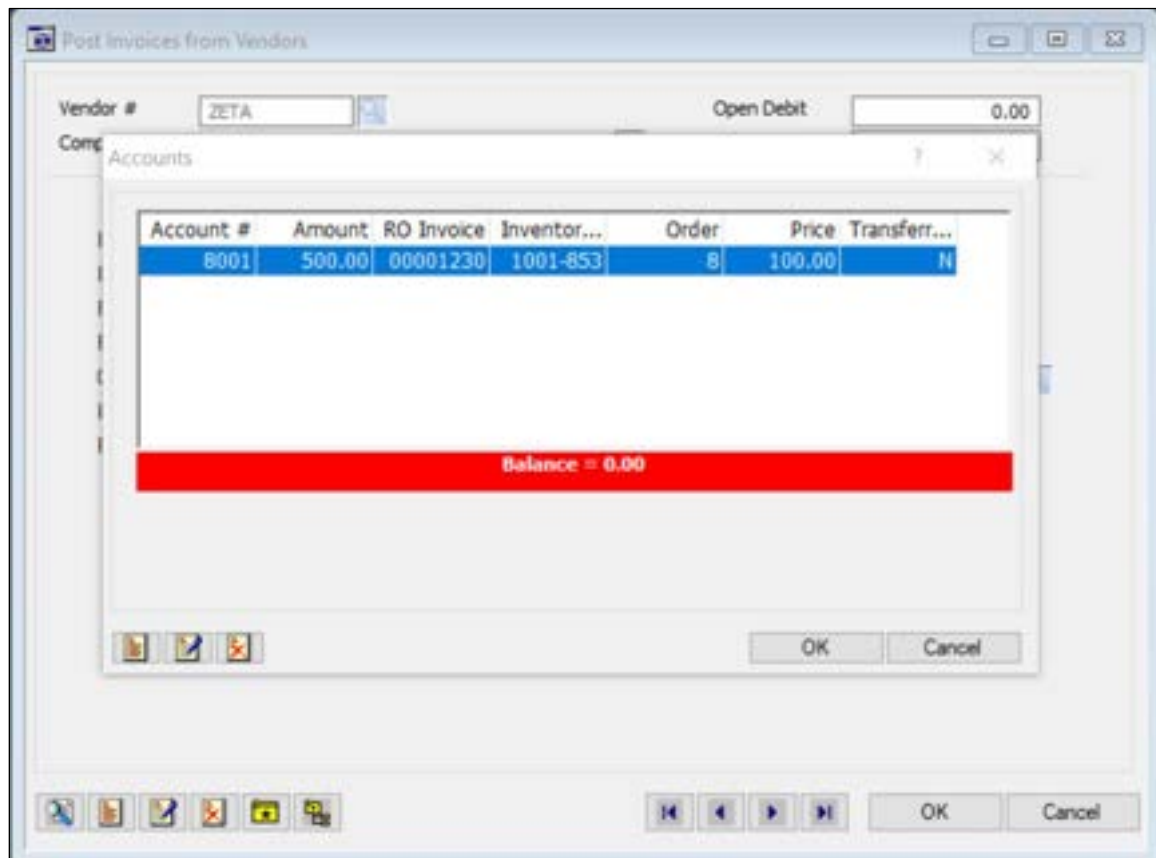 Post Invoices from Vendors
Vendor # ZETA Open Debit 0.00
Comp
Accounts ?
Account # Amount RO Invoice Inventor... Order Price Transferr...
8001 500.00 00001230 1001-853 8 100.00 N
Balance = 0.00
OK Cancel
OK Cancel